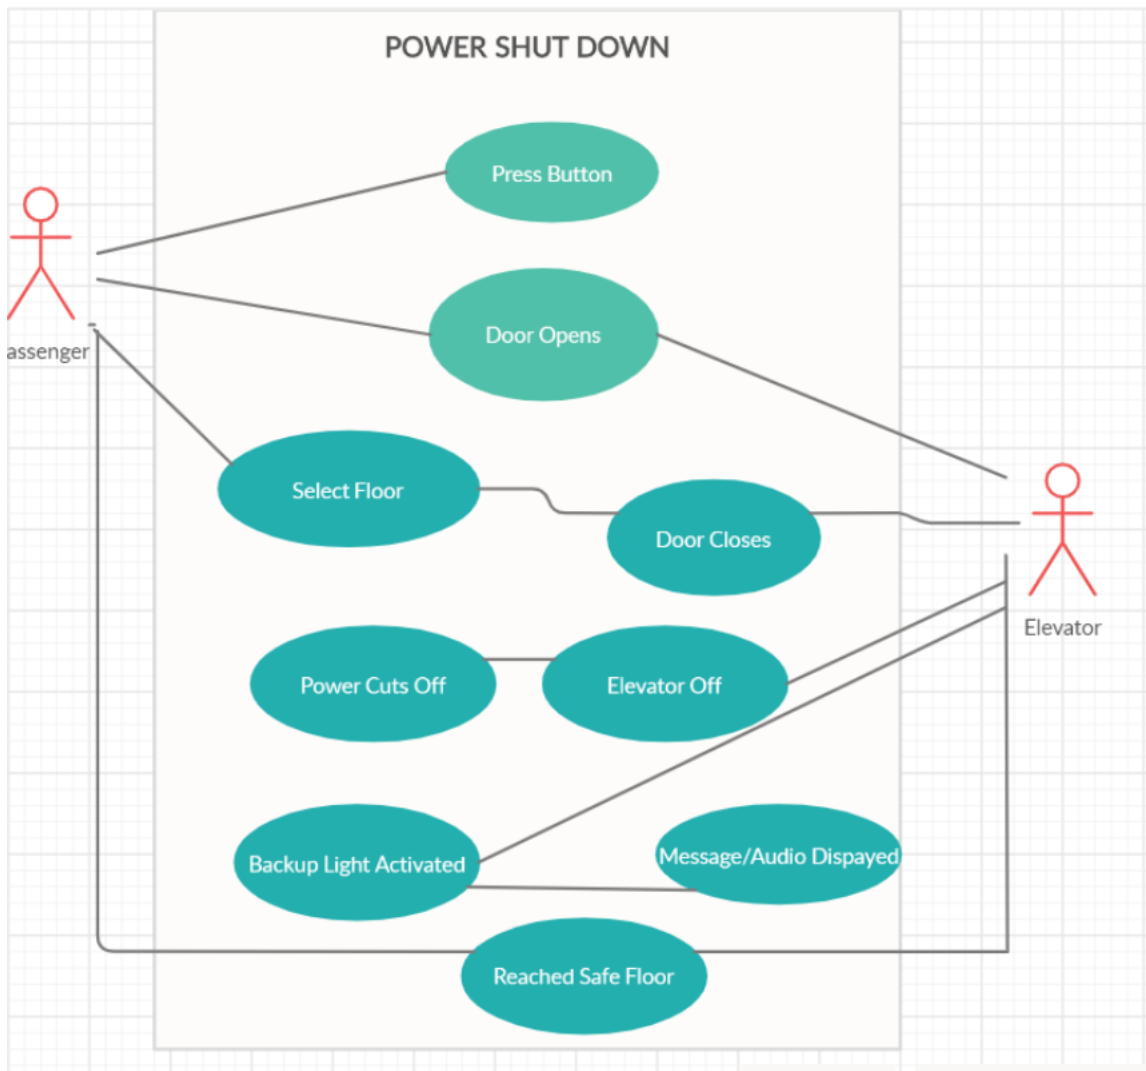 POWER SHUT DOWN
Press Button
Door Opens
assenger
Select Floor
Door Closes
Elevator
Power Cuts Off
Elevator Off
Backup Light Activated
Message/Audio Dispayed
Reached Safe Floor